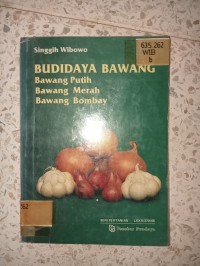 Singgih Wibowo
635 262
WIB
b
BUDIDAYA BAWANG
Bawang Putih
Bawang Merah
Bawang Bombay
Penebar Swadaya